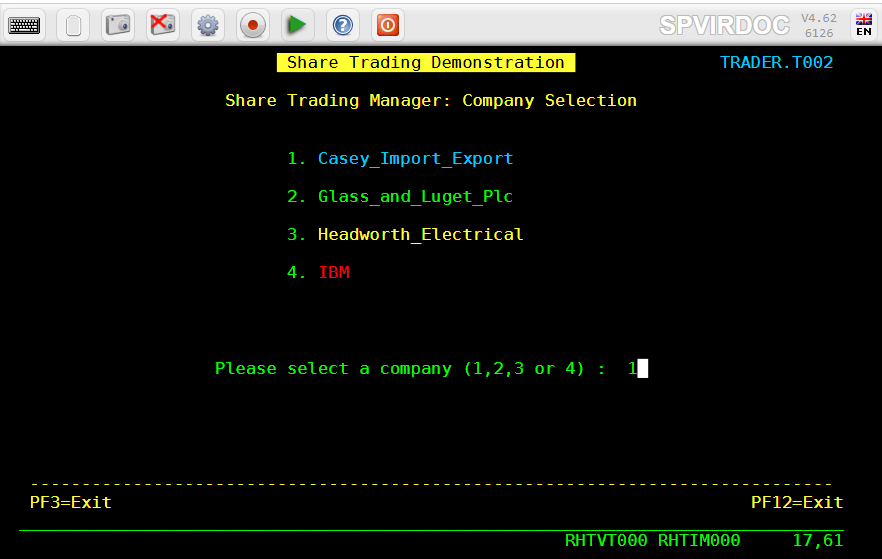 SPVIRDOC V4.62
6126 EN
Share Trading Demonstration TRADER.T002
Share Trading Manager: Company Selection
1. Casey_Import_Export
2. Glass_and_Luget_Plc
3. Headworth_Electrical
4. IBM
Please select a company (1,2,3 or 4) : 1
--------------------------------------------------------------------------------
PF3=Exit PF12=Exit
RHTVT000 RHTIM000 17,61